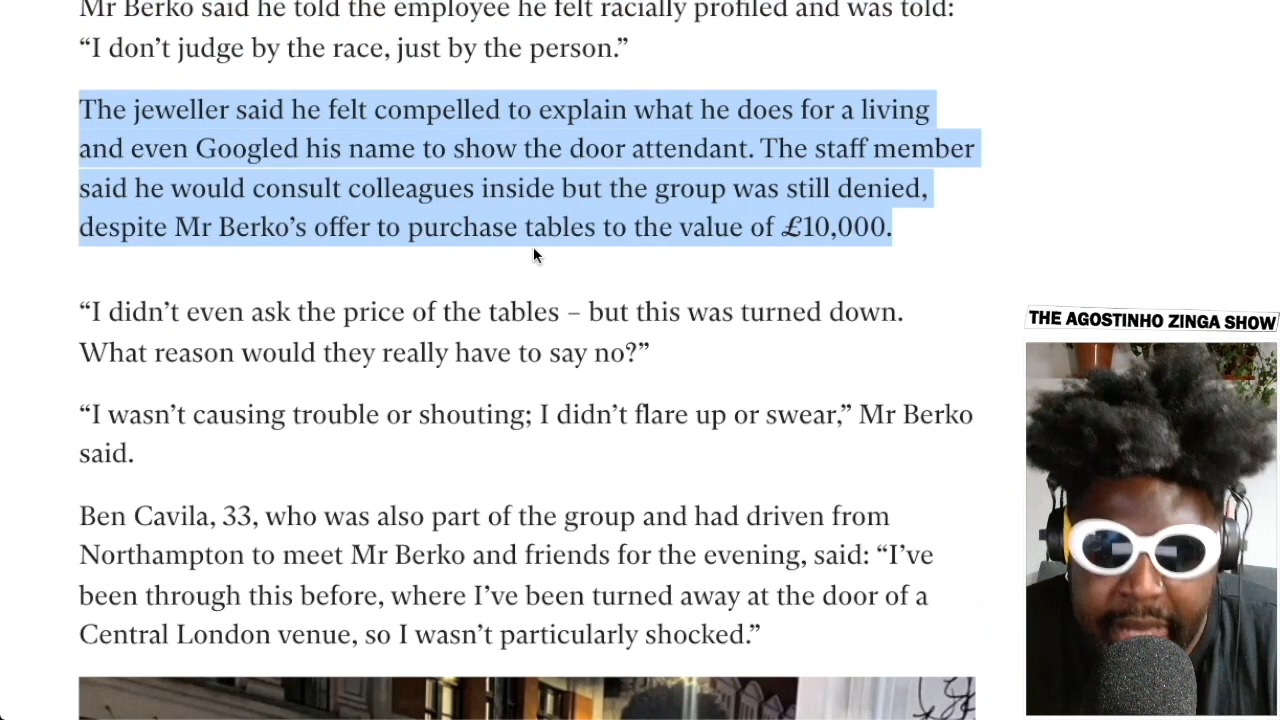 Mr Berko said he told the employee he felt racially profiled and was told:
“I don’t judge by the race, just by the person.”
The jeweller said he felt compelled to explain what he does for a living
and even Googled his name to show the door attendant. The staff member
said he would consult colleagues inside but the group was still denied,
despite Mr Berko’s offer to purchase tables to the value of £10,000.
“I didn’t even ask the price of the tables – but this was turned down.
What reason would they really have to say no?”
“I wasn’t causing trouble or shouting; I didn’t flare up or swear,” Mr Berko
said.
Ben Cavila, 33, who was also part of the group and had driven from
Northampton to meet Mr Berko and friends for the evening, said: “I’ve
been through this before, where I’ve been turned away at the door of a
Central London venue, so I wasn’t particularly shocked.”
THE AGOSTINHO ZINGA SHOW